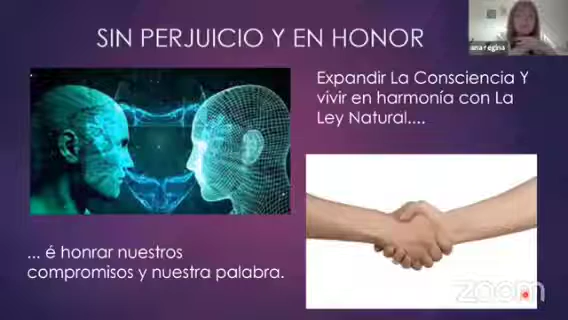 SIN PERJUICIO Y EN HONOR
ana regina
Expandir La Consciencia Y
vivir en harmonía con La
Ley Natural....
... é honrar nuestros
compromisos y nuestra palabra.
zoom